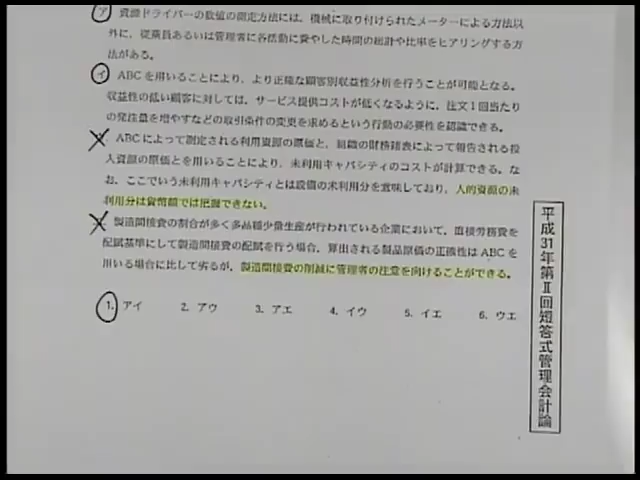 ア 資源ドライバーの数値の測定方法には、機械に取り付けられたメーターによる方法以
外に、従業員あるいは管理者に各活動に費やした時間の総計や比率をヒアリングする方
法がある。
イ ABCを用いることにより、より正確な顧客別収益性分析を行うことが可能となる。
収益性の低い顧客に対しては、サービス提供コストが低くなるように、注文1回当たり
の発注量を増やすなどの取引条件の変更を求めるという行動の必要性を認識できる。
ABCによって測定される利用資源の原価と、組織の財務諸表によって報告される投
入資源の原価とを用いることにより、未利用キャパシティのコストが計算できる。な
お、ここでいう未利用キャパシティとは設備の未利用分を意味しており、人的資源の未
利用分は貨幣額では把握できない。
製造間接費の割合が多く多品種少量生産が行われている企業において、直接労務費を
配賦基準にして製造間接費の配賦を行う場合、算出される製品原価の正確性はABCを
用いる場合に比して劣るが、製造間接費の削減に管理者の注意を向けることができる。
1. アイ 2. アウ 3. アエ 4. イウ 5. イエ 6. ウエ
平成31年第Ⅱ回短答式管理会計論